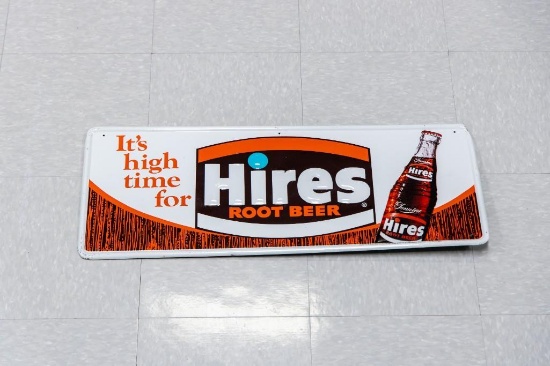 It's
high
time
for
Hires
ROOT BEER
®
Hires
Hires